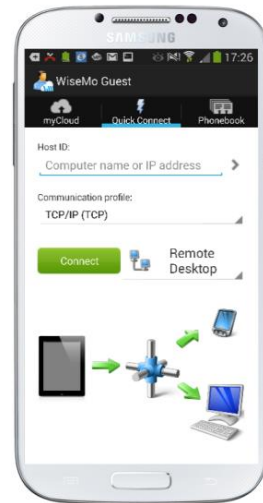 SAMSUNG
17:26
WiseMo Guest
myCloud
Quick Connect
Phonebook
Host ID:
Computer name or IP address
Communication profile:
TCP/IP (TCP)
Connect
Remote
Desktop